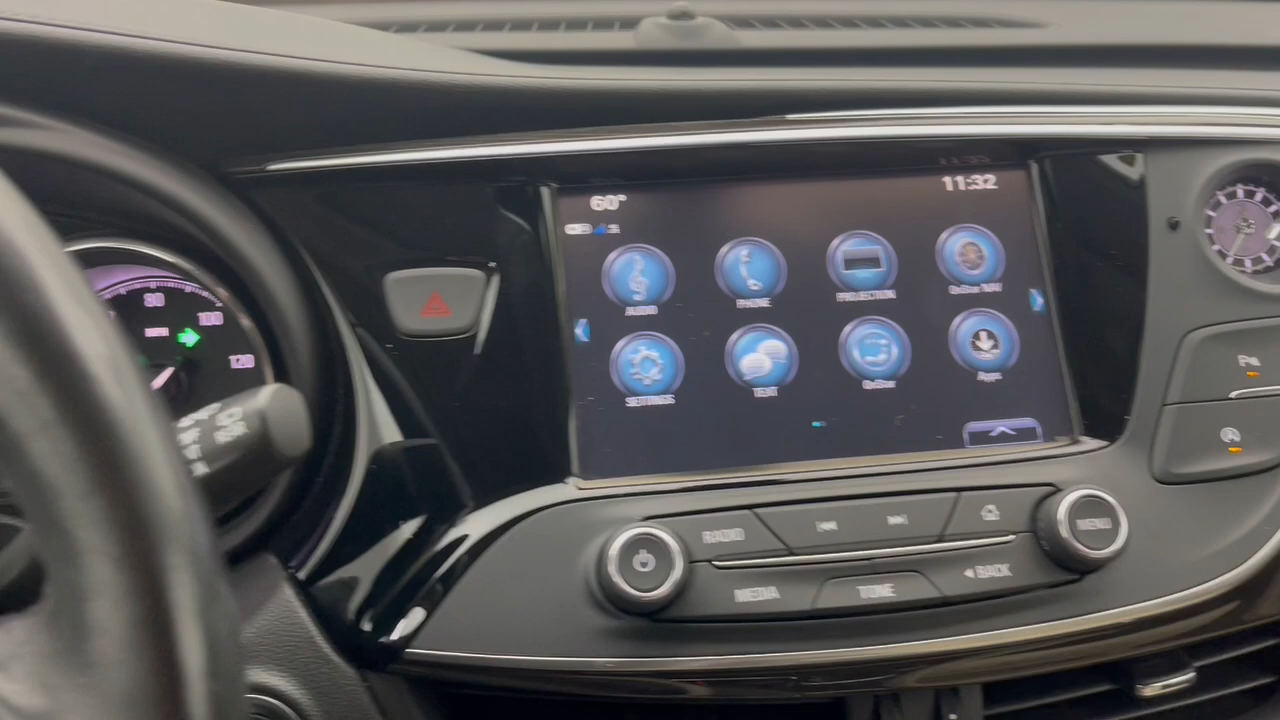 60°
11:32
AUDIO
PHONE
PROJECTION
OnStar NAV
SETTINGS
TEXT
OnStar
Apps
80
100
120
MPH
RADIO
MENU
MEDIA
TUNE
BACK